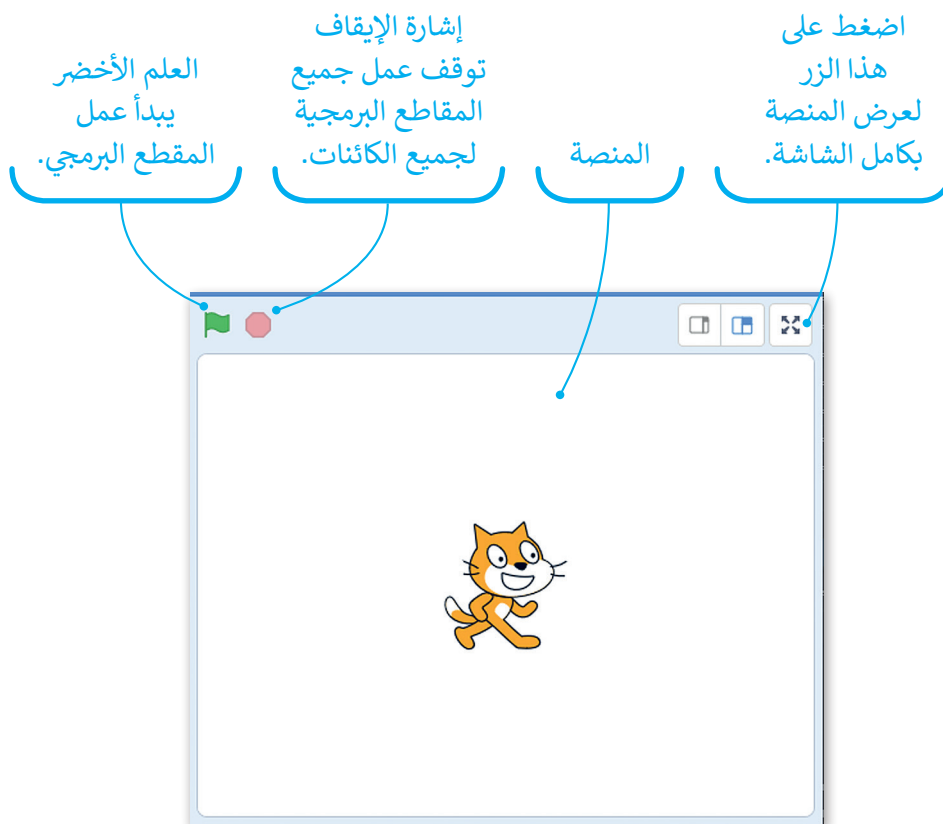 اضغط على
هذا الزر
لعرض المنصة
بكامل الشاشة.
المنصة
إشارة الإيقاف
توقف عمل جميع
المقاطع البرمجية
لجميع الكائنات.
العلم الأخضر
يبدأ عمل
المقطع البرمجي.